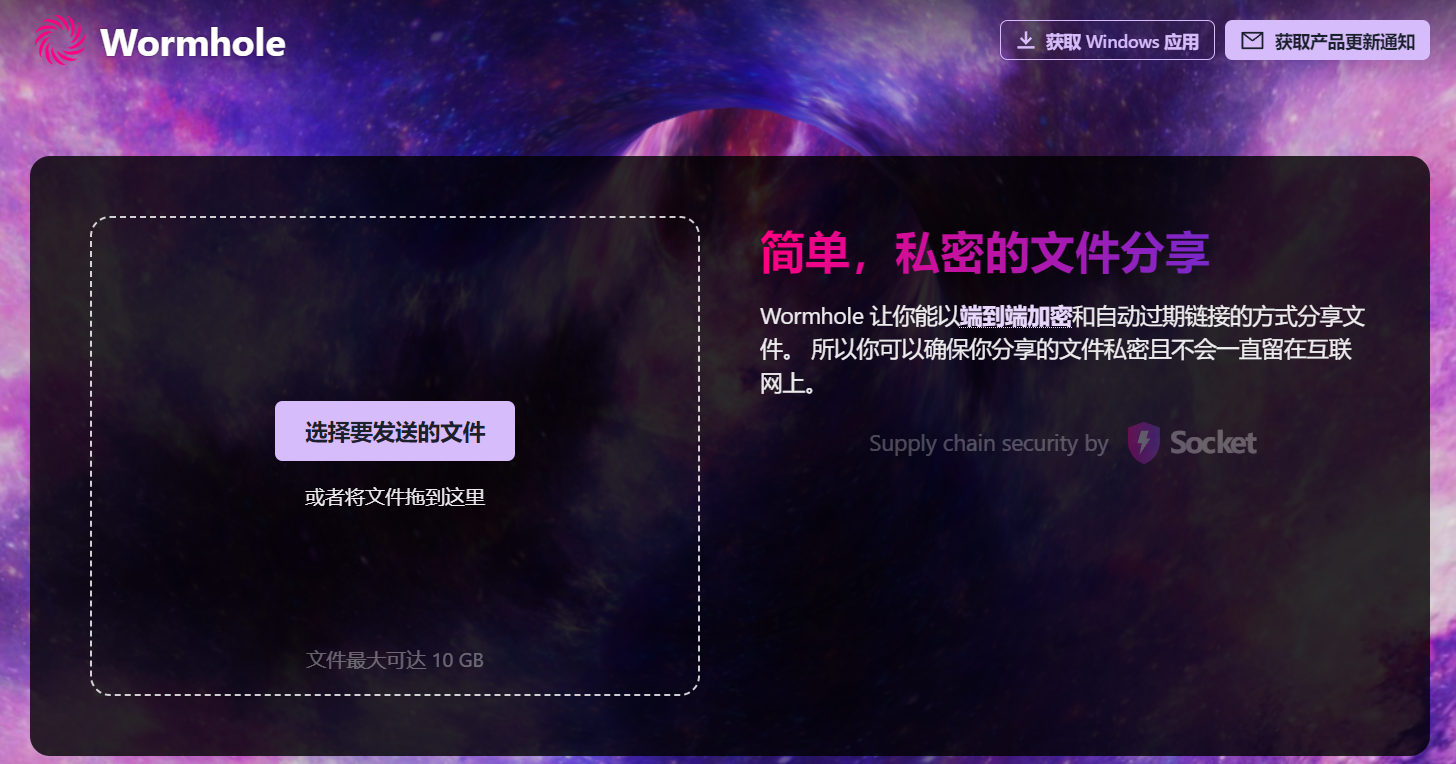 Wormhole
获取 Windows 应用
获取产品更新通知
选择要发送的文件
或者将文件拖到这里
文件最大可达 10 GB
简单，私密的文件分享
Wormhole 让你能以端到端加密和自动过期链接的方式分享文
件。 所以你可以确保你分享的文件私密且不会一直留在互联
网上。
Supply chain security by Socket